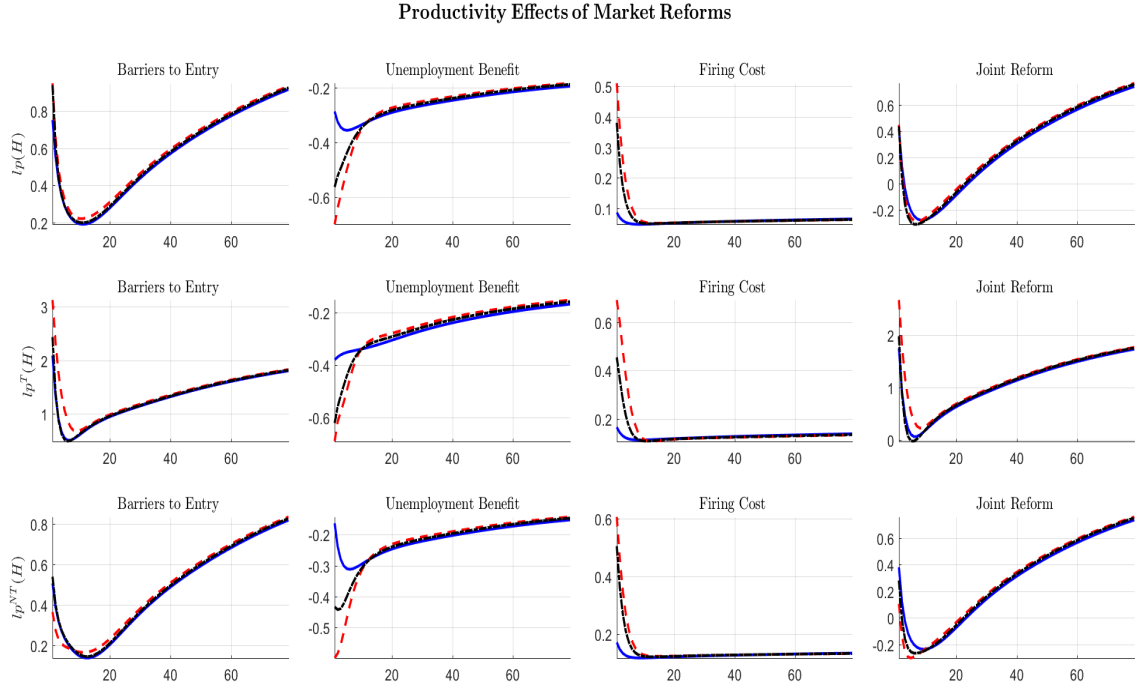 Productivity Effects of Market Reforms
Barriers to Entry
Unemployment Benefit
Firing Cost
Joint Reform
lp(H)
0.8
0.6
0.4
0.2
20 40 60
-0.2
-0.4
-0.6
20 40 60
0.5
0.4
0.3
0.2
0.1
20 40 60
0.6
0.4
0.2
0
-0.2
20 40 60
Barriers to Entry
Unemployment Benefit
Firing Cost
Joint Reform
lp^T(H)
3
2
1
20 40 60
-0.2
-0.4
-0.6
20 40 60
0.6
0.4
0.2
20 40 60
2
1
0
20 40 60
Barriers to Entry
Unemployment Benefit
Firing Cost
Joint Reform
lp^NT(H)
0.8
0.6
0.4
0.2
20 40 60
-0.2
-0.3
-0.4
-0.5
20 40 60
0.6
0.4
0.2
20 40 60
0.6
0.4
0.2
0
-0.2
20 40 60